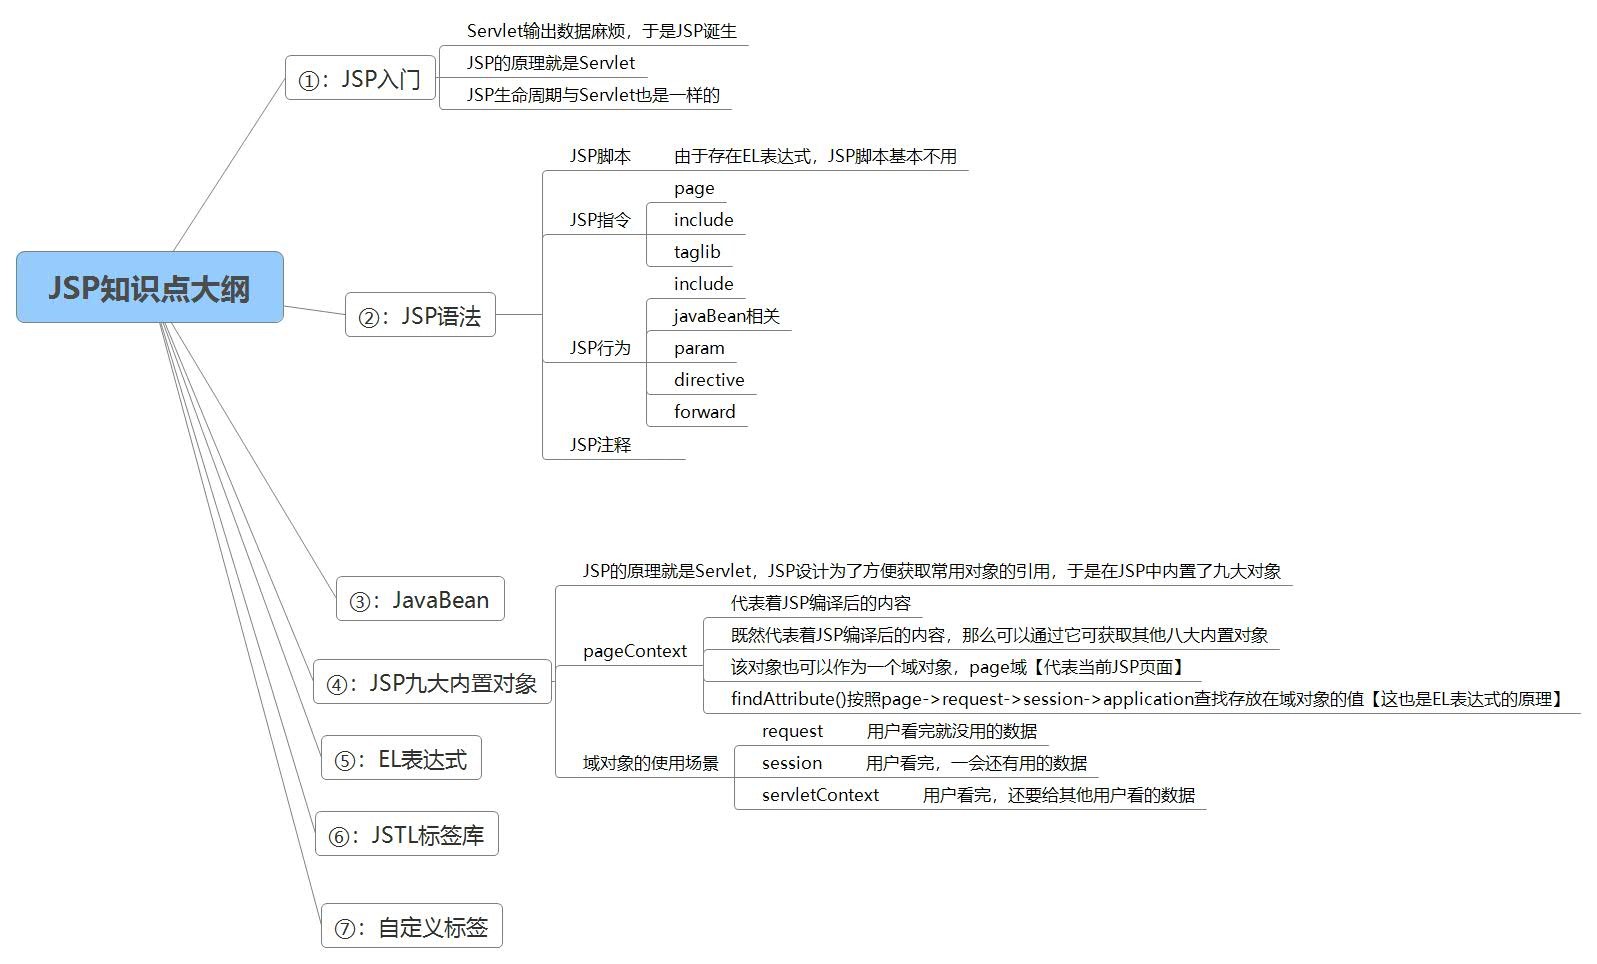 JSP知识点大纲
①：JSP入门
Servlet输出数据麻烦，于是JSP诞生
JSP的原理就是Servlet
JSP生命周期与Servlet也是一样的
②：JSP语法
JSP脚本 由于存在EL表达式，JSP脚本基本不用
JSP指令
page
include
taglib
JSP行为
include
javaBean相关
param
directive
forward
JSP注释
③：JavaBean
④：JSP九大内置对象
JSP的原理就是Servlet，JSP设计为了方便获取常用对象的引用，于是在JSP中内置了九大对象
pageContext
代表着JSP编译后的内容
既然代表着JSP编译后的内容，那么可以通过它可获取其他八大内置对象
该对象也可以作为一个域对象，page域【代表当前JSP页面】
findAttribute()按照page->request->session->application查找存放在域对象的值【这也是EL表达式的原理】
域对象的使用场景
request 用户看完就没用的数据
session 用户看完，一会还有用的数据
servletContext 用户看完，还要给其他用户看的数据
⑤：EL表达式
⑥：JSTL标签库
⑦：自定义标签